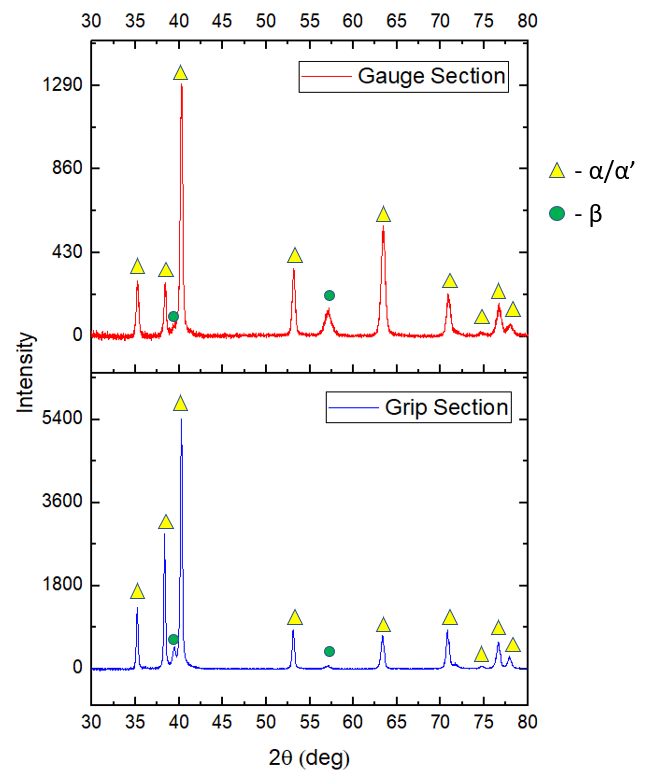 30 35 40 45 50 55 60 65 70 75 80
1290
Gauge Section
860
430
0
- α/α’
- β
Intensity
5400
Grip Section
3600
1800
0
30 35 40 45 50 55 60 65 70 75 80
2θ (deg)